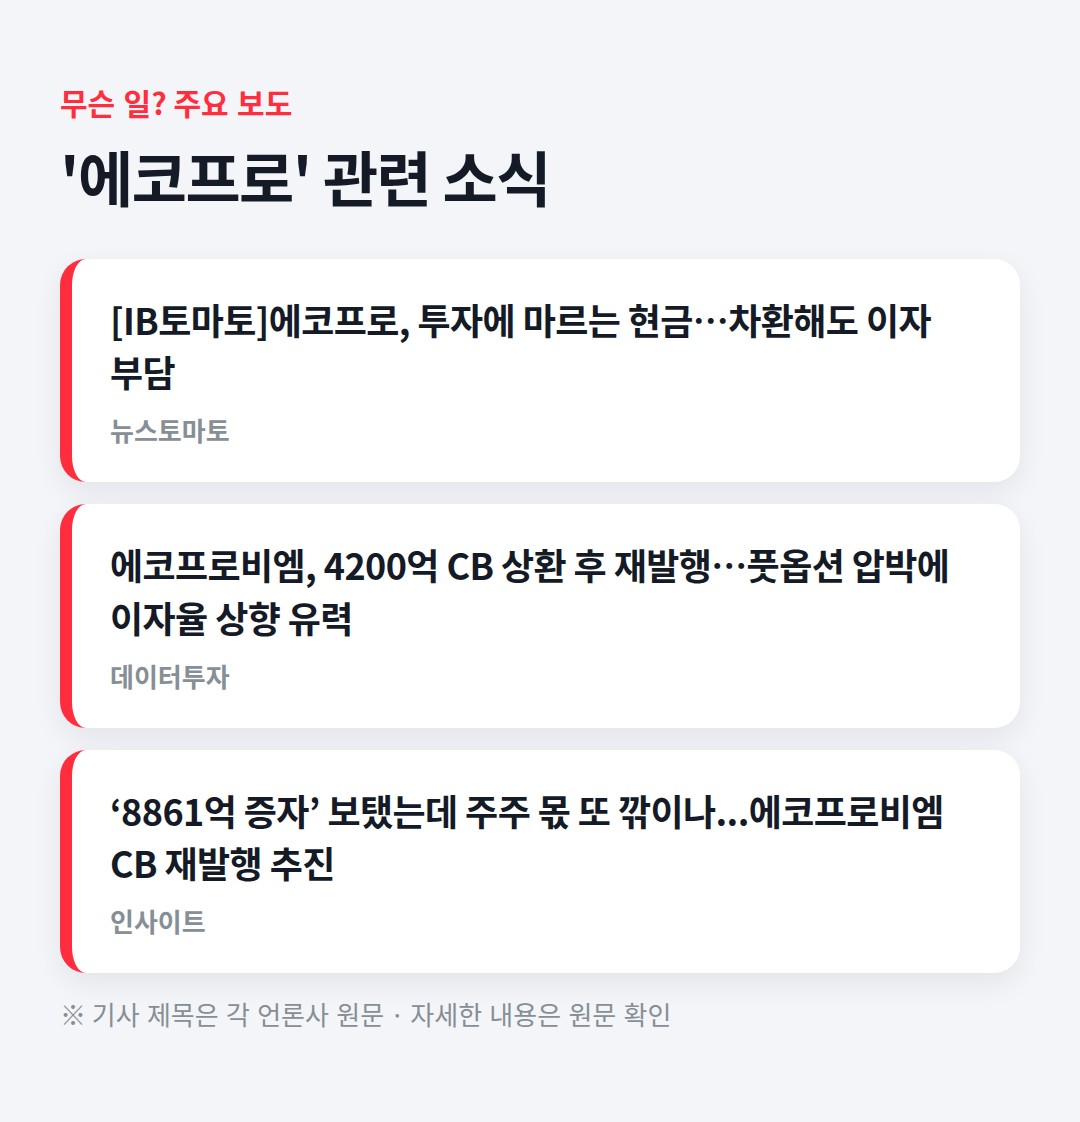 무슨 일? 주요 보도
'에코프로' 관련 소식
[IB토마토]에코프로, 투자에 마르는 현금…차환해도 이자
부담
뉴스토마토
에코프로비엠, 4200억 CB 상환 후 재발행…풋옵션 압박에
이자율 상향 유력
데이터투자
‘8861억 증자’ 보탰는데 주주 몫 또 깎이나...에코프로비엠
CB 재발행 추진
인사이트
※ 기사 제목은 각 언론사 원문 · 자세한 내용은 원문 확인